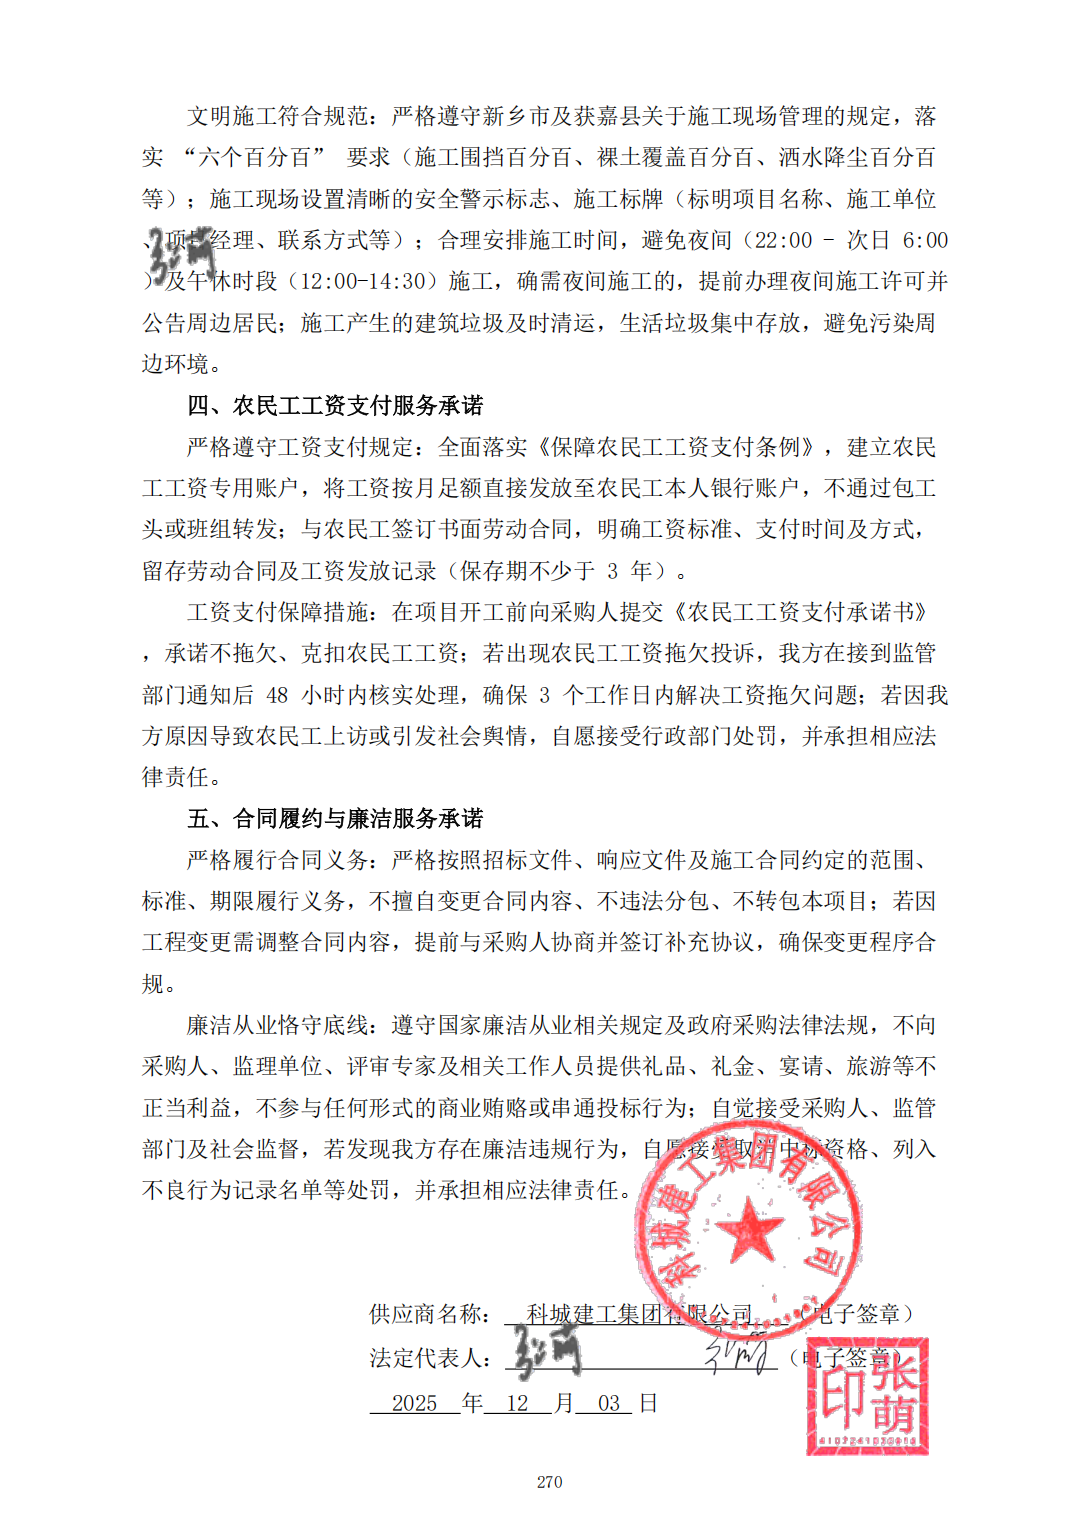 文明施工符合规范：严格遵守新乡市及获嘉县关于施工现场管理的规定，落
实 “六个百分百” 要求（施工围挡百分百、裸土覆盖百分百、洒水降尘百分百
等）；施工现场设置清晰的安全警示标志、施工标牌（标明项目名称、施工单位
、项目经理、联系方式等）；合理安排施工时间，避免夜间（22:00 - 次日 6:00
）及午休时段（12:00-14:30）施工，确需夜间施工的，提前办理夜间施工许可并
公告周边居民；施工产生的建筑垃圾及时清运，生活垃圾集中存放，避免污染周
边环境。
四、农民工工资支付服务承诺
严格遵守工资支付规定：全面落实《保障农民工工资支付条例》，建立农民
工工资专用账户，将工资按月足额直接发放至农民工本人银行账户，不通过包工
头或班组转发；与农民工签订书面劳动合同，明确工资标准、支付时间及方式，
留存劳动合同及工资发放记录（保存期不少于 3 年）。
工资支付保障措施：在项目开工前向采购人提交《农民工工资支付承诺书》
，承诺不拖欠、克扣农民工工资；若出现农民工工资拖欠投诉，我方在接到监管
部门通知后 48 小时内核实处理，确保 3 个工作日内解决工资拖欠问题；若因我
方原因导致农民工上访或引发社会舆情，自愿接受行政部门处罚，并承担相应法
律责任。
五、合同履约与廉洁服务承诺
严格履行合同义务：严格按照招标文件、响应文件及施工合同约定的范围、
标准、期限履行义务，不擅自变更合同内容、不违法分包、不转包本项目；若因
工程变更需调整合同内容，提前与采购人协商并签订补充协议，确保变更程序合
规。
廉洁从业恪守底线：遵守国家廉洁从业相关规定及政府采购法律法规，不向
采购人、监理单位、评审专家及相关工作人员提供礼品、礼金、宴请、旅游等不
正当利益，不参与任何形式的商业贿赂或串通投标行为；自觉接受采购人、监管
部门及社会监督，若发现我方存在廉洁违规行为，自愿接受取消中标资格、列入
不良行为记录名单等处罚，并承担相应法律责任。
科城建工集团有限公司
供应商名称： 科城建工集团有限公司 （电子签章）
法定代表人： 张萌 张萌 （电子签章）
张萌印
2025 年 12 月 03 日
270